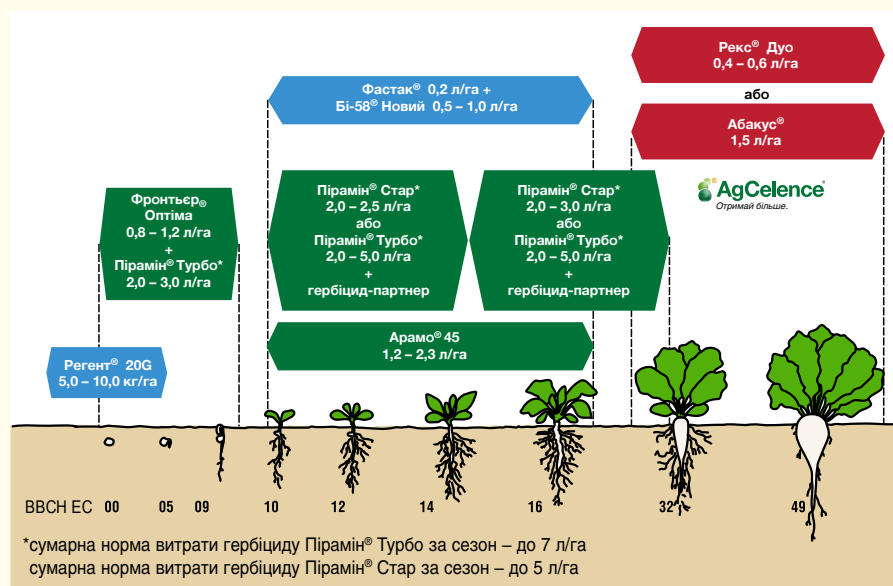 Рекс® Дуо
0,4 – 0,6 л/га
або
Абакус®
1,5 л/га
Фастак® 0,2 л/га +
Бі-58® Новий 0,5 – 1,0 л/га
AgCelence®
Отримай більше.
Фронтьєр®
Оптіма
0,8 – 1,2 л/га
+
Пірамін® Турбо*
2,0 – 3,0 л/га
Пірамін® Стар*
2,0 – 2,5 л/га
або
Пірамін® Турбо*
2,0 – 5,0 л/га
+
гербіцид-партнер
Пірамін® Стар*
2,0 – 3,0 л/га
або
Пірамін® Турбо*
2,0 – 5,0 л/га
+
гербіцид-партнер
Арамо® 45
1,2 – 2,3 л/га
Регент® 20G
5,0 – 10,0 кг/га
BBCH EC 00 05 09 10 12 14 16 32 49
*сумарна норма витрати гербіциду Пірамін® Турбо за сезон – до 7 л/га
сумарна норма витрати гербіциду Пірамін® Стар за сезон – до 5 л/га